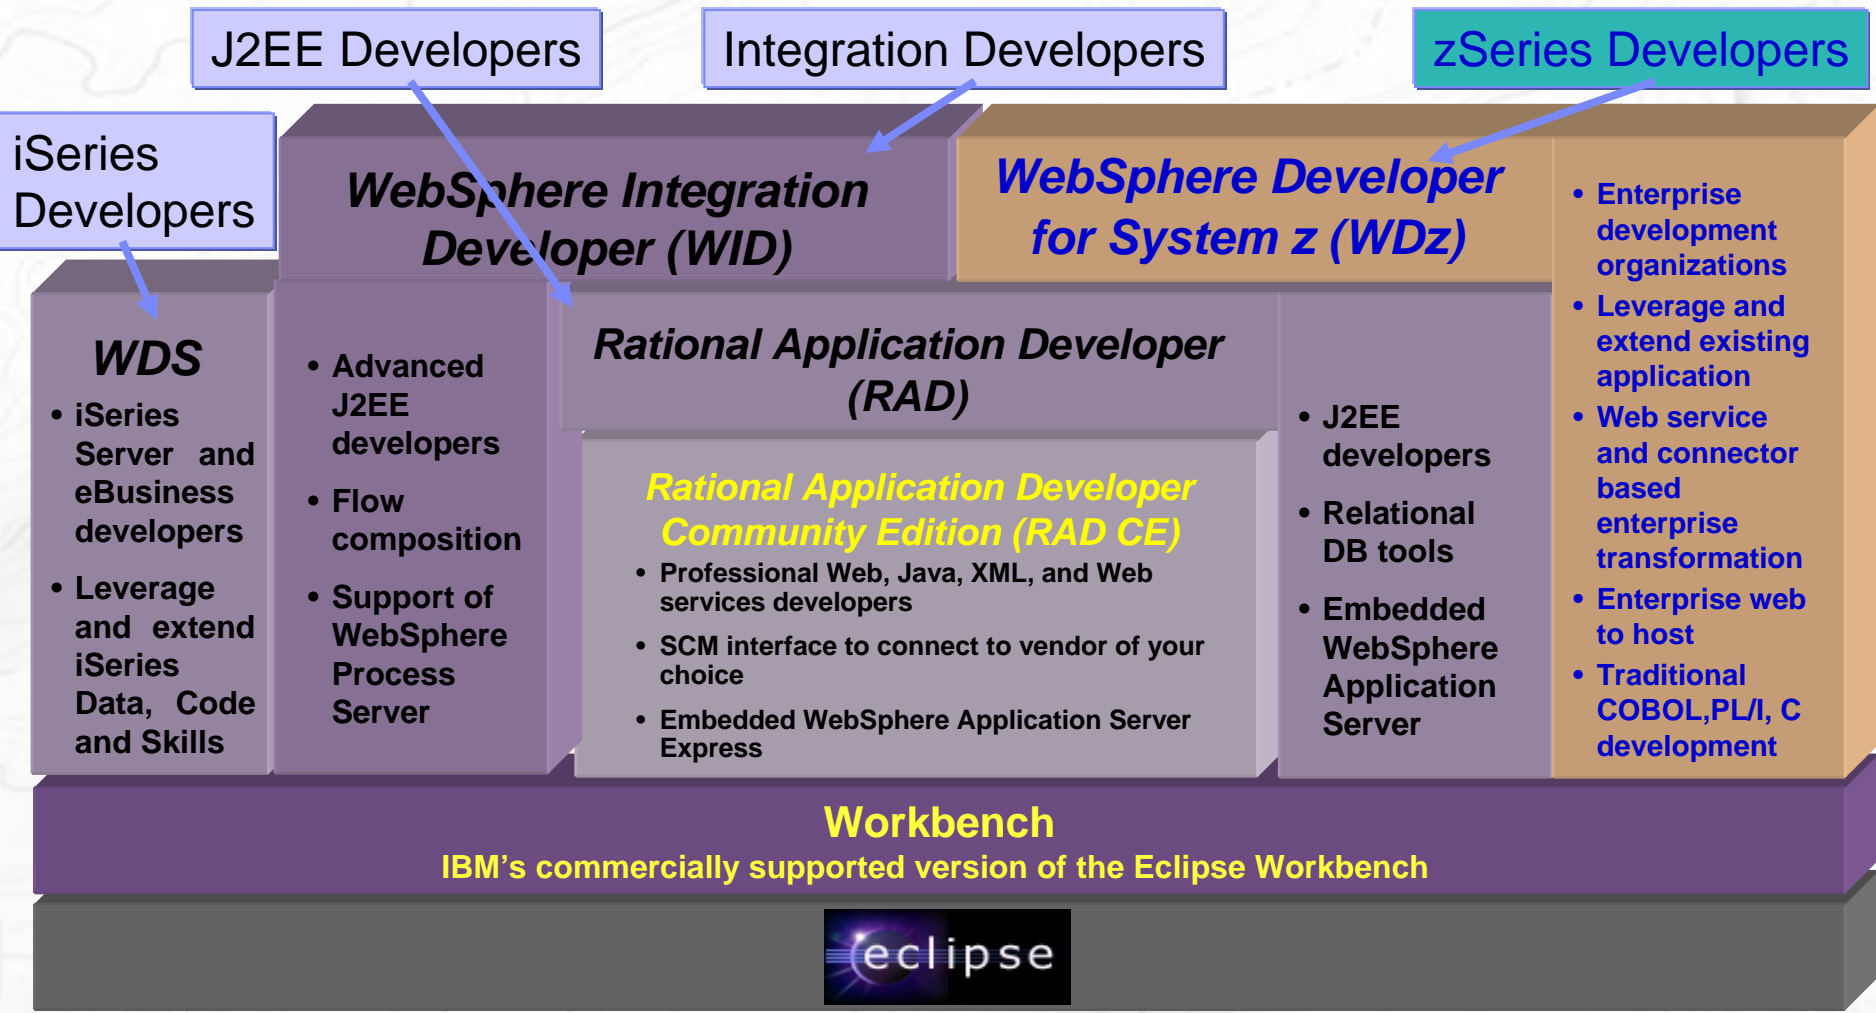 J2EE Developers
Integration Developers
zSeries Developers
iSeries
Developers
WebSphere Integration
Developer (WID)
WebSphere Developer
for System z (WDz)
WDS
• iSeries
Server and
eBusiness
developers
• Leverage
and extend
iSeries
Data, Code
and Skills
• Advanced
J2EE
developers
• Flow
composition
• Support of
WebSphere
Process
Server
Rational Application Developer
(RAD)
Rational Application Developer
Community Edition (RAD CE)
• Professional Web, Java, XML, and Web
services developers
• SCM interface to connect to vendor of your
choice
• Embedded WebSphere Application Server
Express
• J2EE
developers
• Relational
DB tools
• Embedded
WebSphere
Application
Server
• Enterprise
development
organizations
• Leverage and
extend existing
application
• Web service
and connector
based
enterprise
transformation
• Enterprise web
to host
• Traditional
COBOL,PL/I, C
development
Workbench
IBM’s commercially supported version of the Eclipse Workbench
eclipse